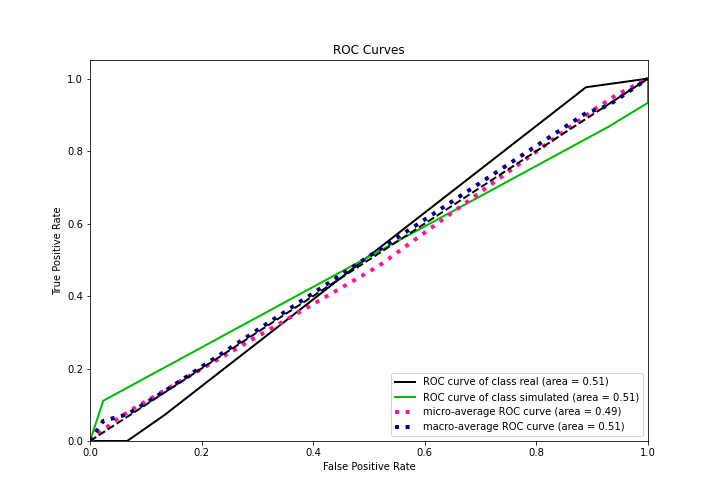 ROC Curves
True Positive Rate
1.0
0.8
0.6
0.4
0.2
0.0
0.0 0.2 0.4 0.6 0.8 1.0
False Positive Rate
ROC curve of class real (area = 0.51)
ROC curve of class simulated (area = 0.51)
micro-average ROC curve (area = 0.49)
macro-average ROC curve (area = 0.51)